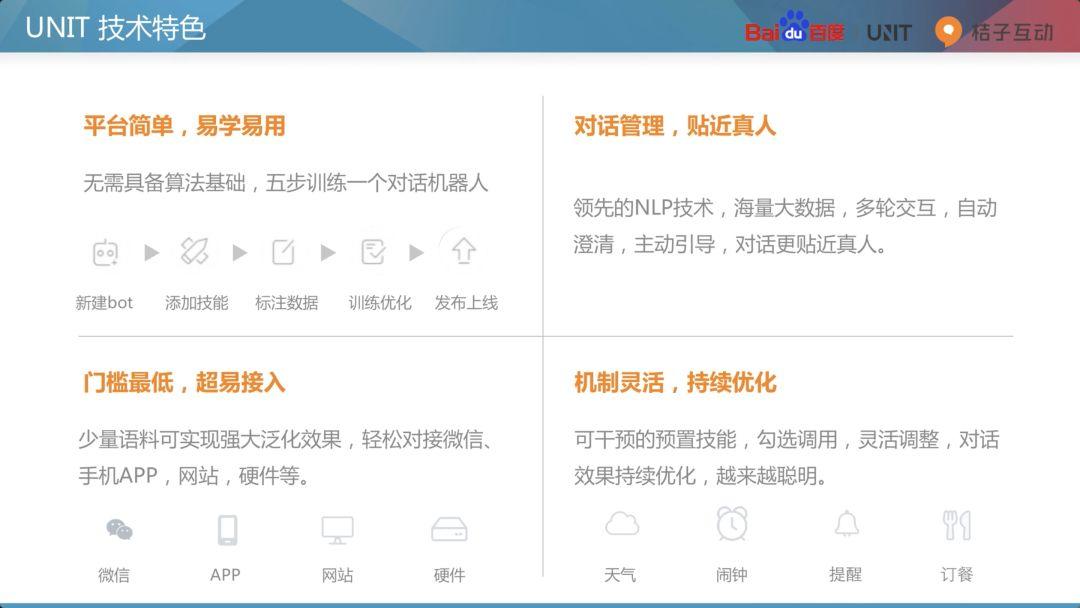 UNIT 技术特色
Bai du 百度 UNIT 桔子互动
平台简单，易学易用
无需具备算法基础，五步训练一个对话机器人
新建bot 添加技能 标注数据 训练优化 发布上线
对话管理，贴近真人
领先的NLP技术，海量大数据，多轮交互，自动
澄清，主动引导，对话更贴近真人。
门槛最低，超易接入
少量语料可实现强大泛化效果，轻松对接微信、
手机APP，网站，硬件等。
微信 APP 网站 硬件
机制灵活，持续优化
可干预的预置技能，勾选调用，灵活调整，对话
效果持续优化，越来越聪明。
天气 闹钟 提醒 订餐